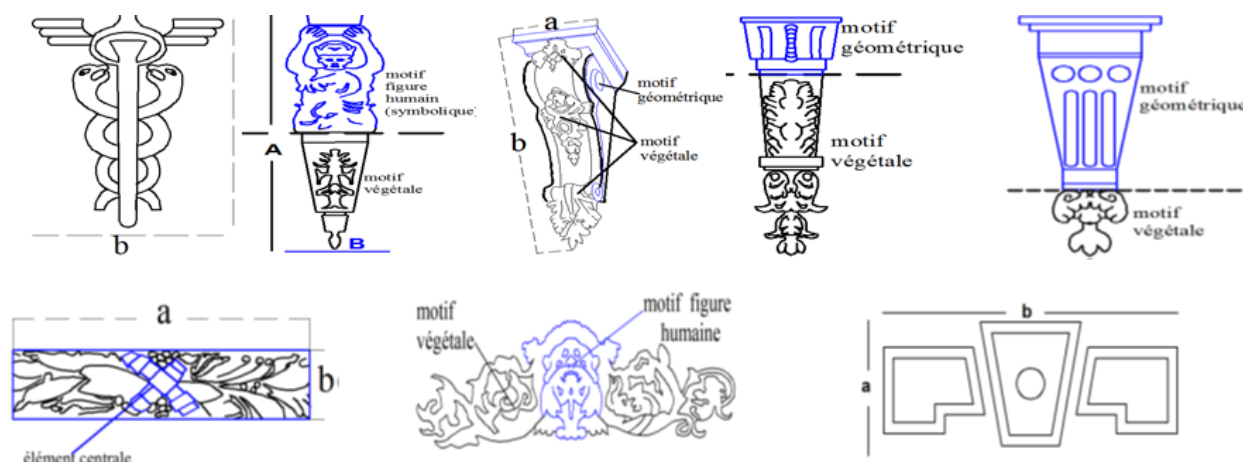 b
A
motif
figure
humain
(symbolique)
motif
végétale
B
a
b
motif
géométrique
motif
végétale
motif
géométrique
motif
végétale
motif
géométrique
motif
végétale
a
b
élément centrale
motif
végétale
motif figure
humaine
b
a